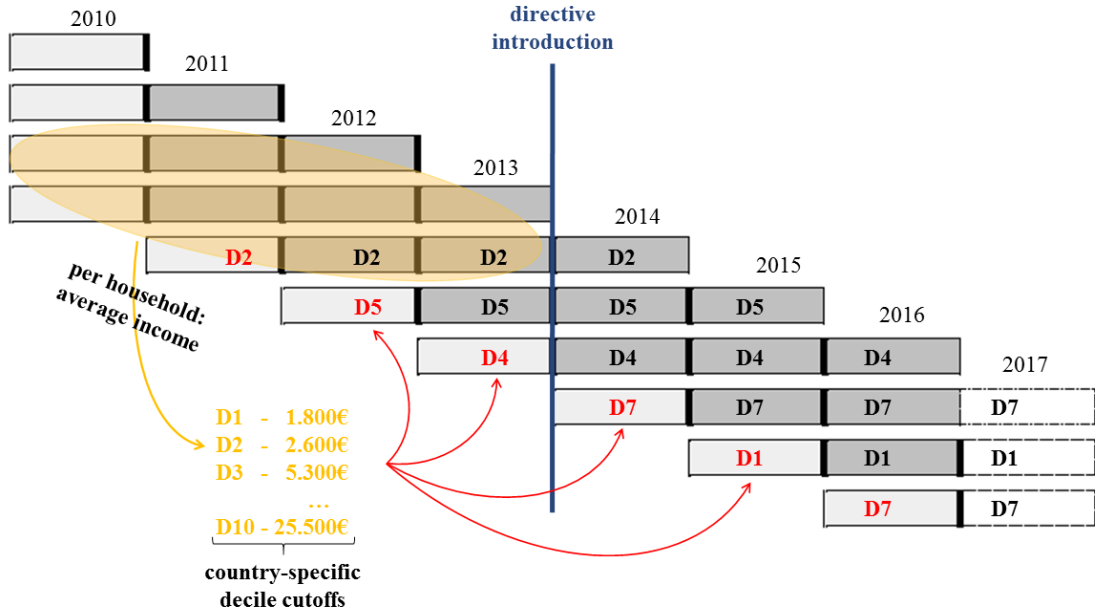 2010
directive
introduction
2011
2012
2013
2014
D2 D2 D2 D2
2015
per household:
average income
D5 D5 D5 D5
2016
D4 D4 D4 D4
2017
D7 D7 D7 D7
D1 - 1.800€
D2 - 2.600€
D3 - 5.300€
...
D10 - 25.500€
D1 D1 D1
D7 D7
country-specific
decile cutoffs